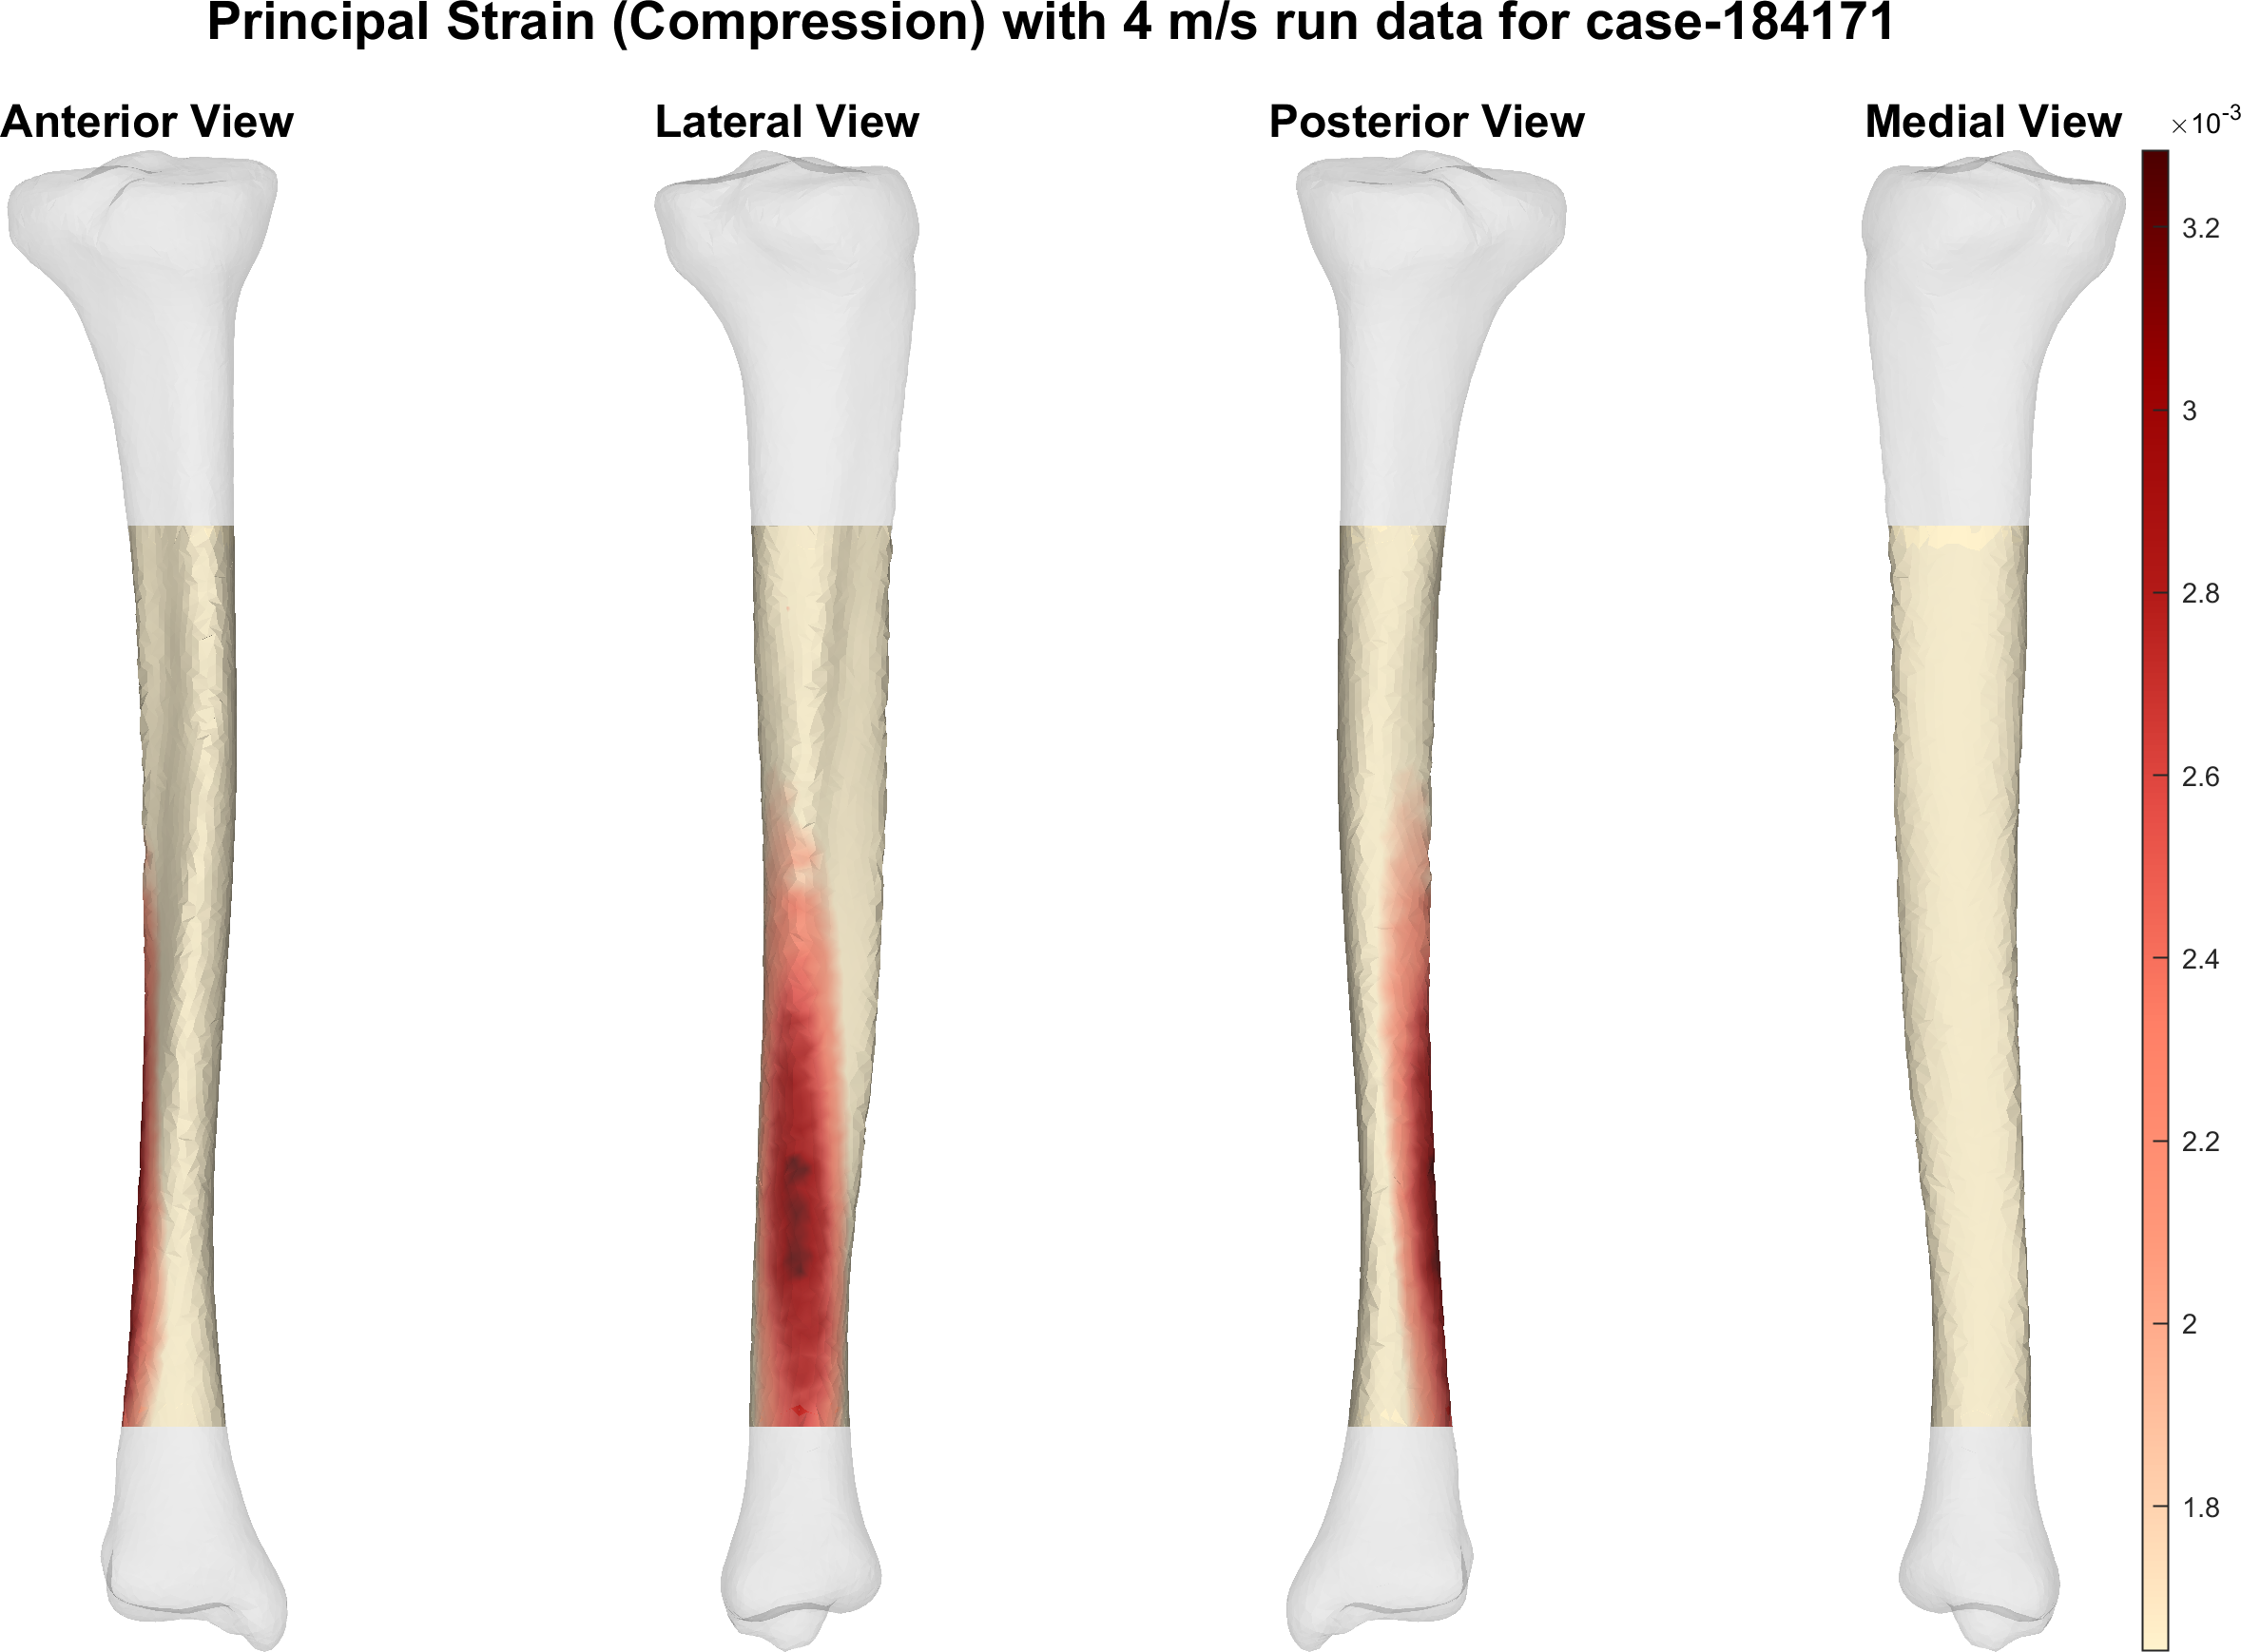 Principal Strain (Compression) with 4 m/s run data for case-184171
Anterior View
Lateral View
Posterior View
Medial View
×10-3
3.2
3
2.8
2.6
2.4
2.2
2
1.8